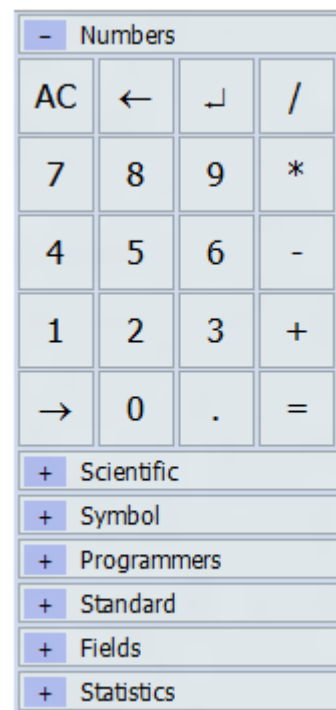 – Numbers
AC ← ↵ /
7 8 9 *
4 5 6 -
1 2 3 +
→ 0 . =
+ Scientific
+ Symbol
+ Programmers
+ Standard
+ Fields
+ Statistics